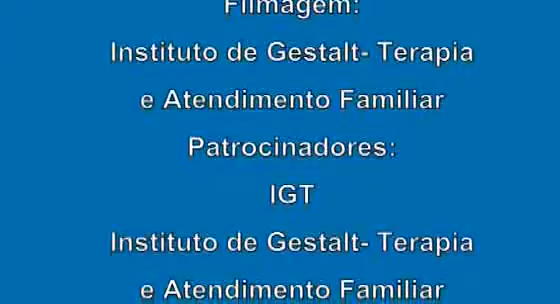 Filmagem:
Instituto de Gestalt- Terapia
e Atendimento Familiar
Patrocinadores:
IGT
Instituto de Gestalt- Terapia
e Atendimento Familiar